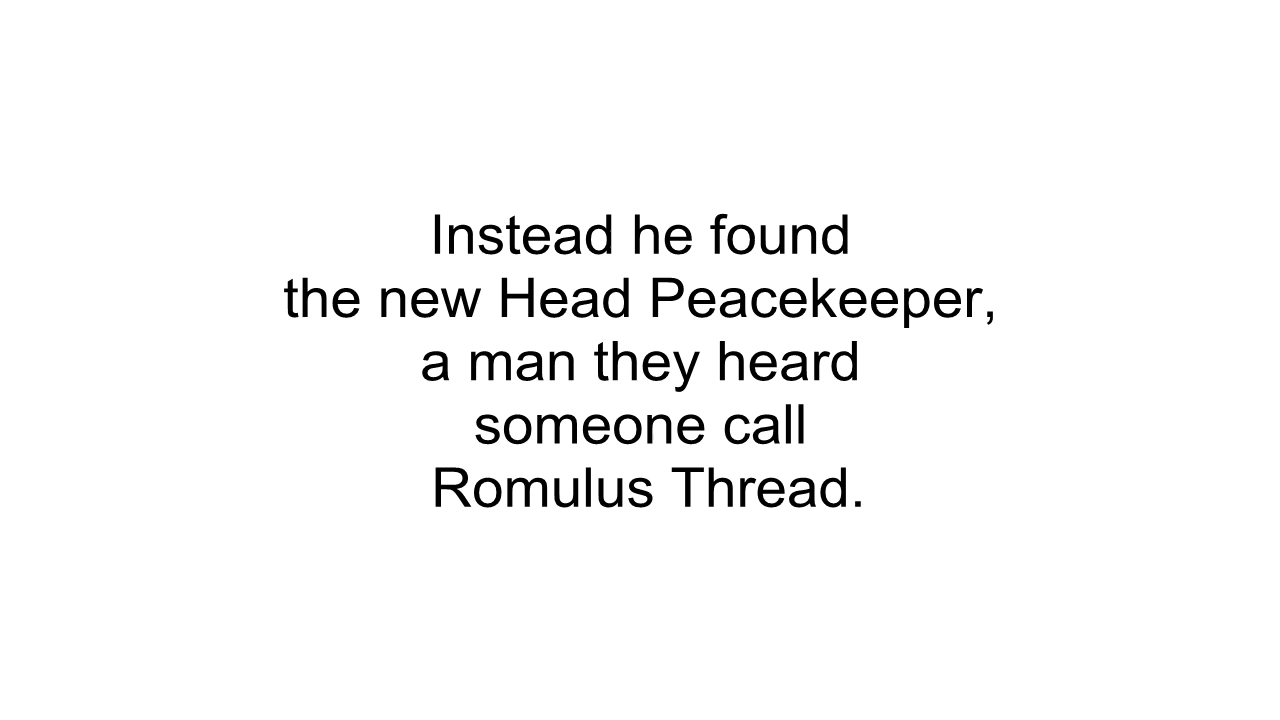 Instead he found
the new Head Peacekeeper,
a man they heard
someone call
Romulus Thread.